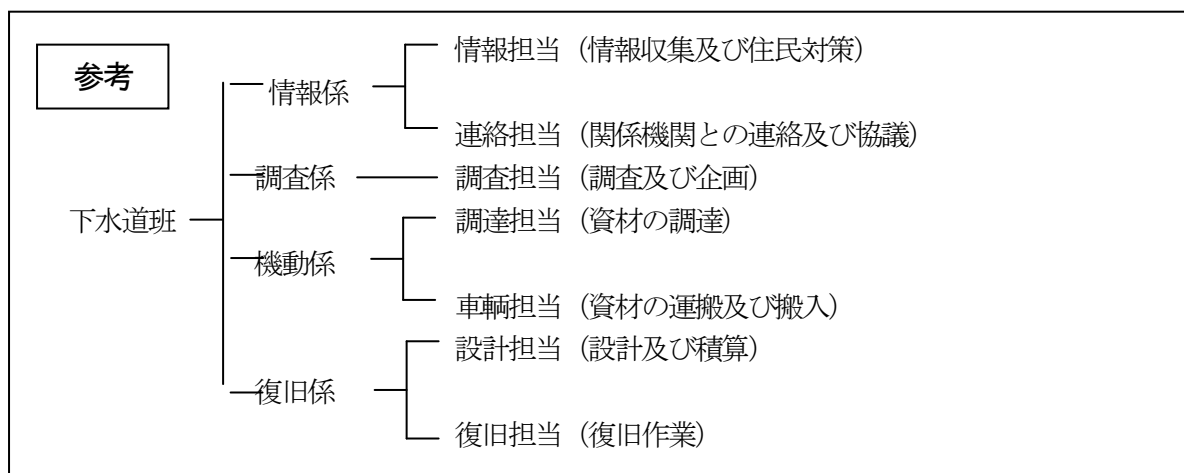 参考
情報担当（情報収集及び住民対策）
情報係
連絡担当（関係機関との連絡及び協議）
調査係
調査担当（調査及び企画）
下水道班
調達担当（資材の調達）
機動係
車輌担当（資材の運搬及び搬入）
設計担当（設計及び積算）
復旧係
復旧担当（復旧作業）